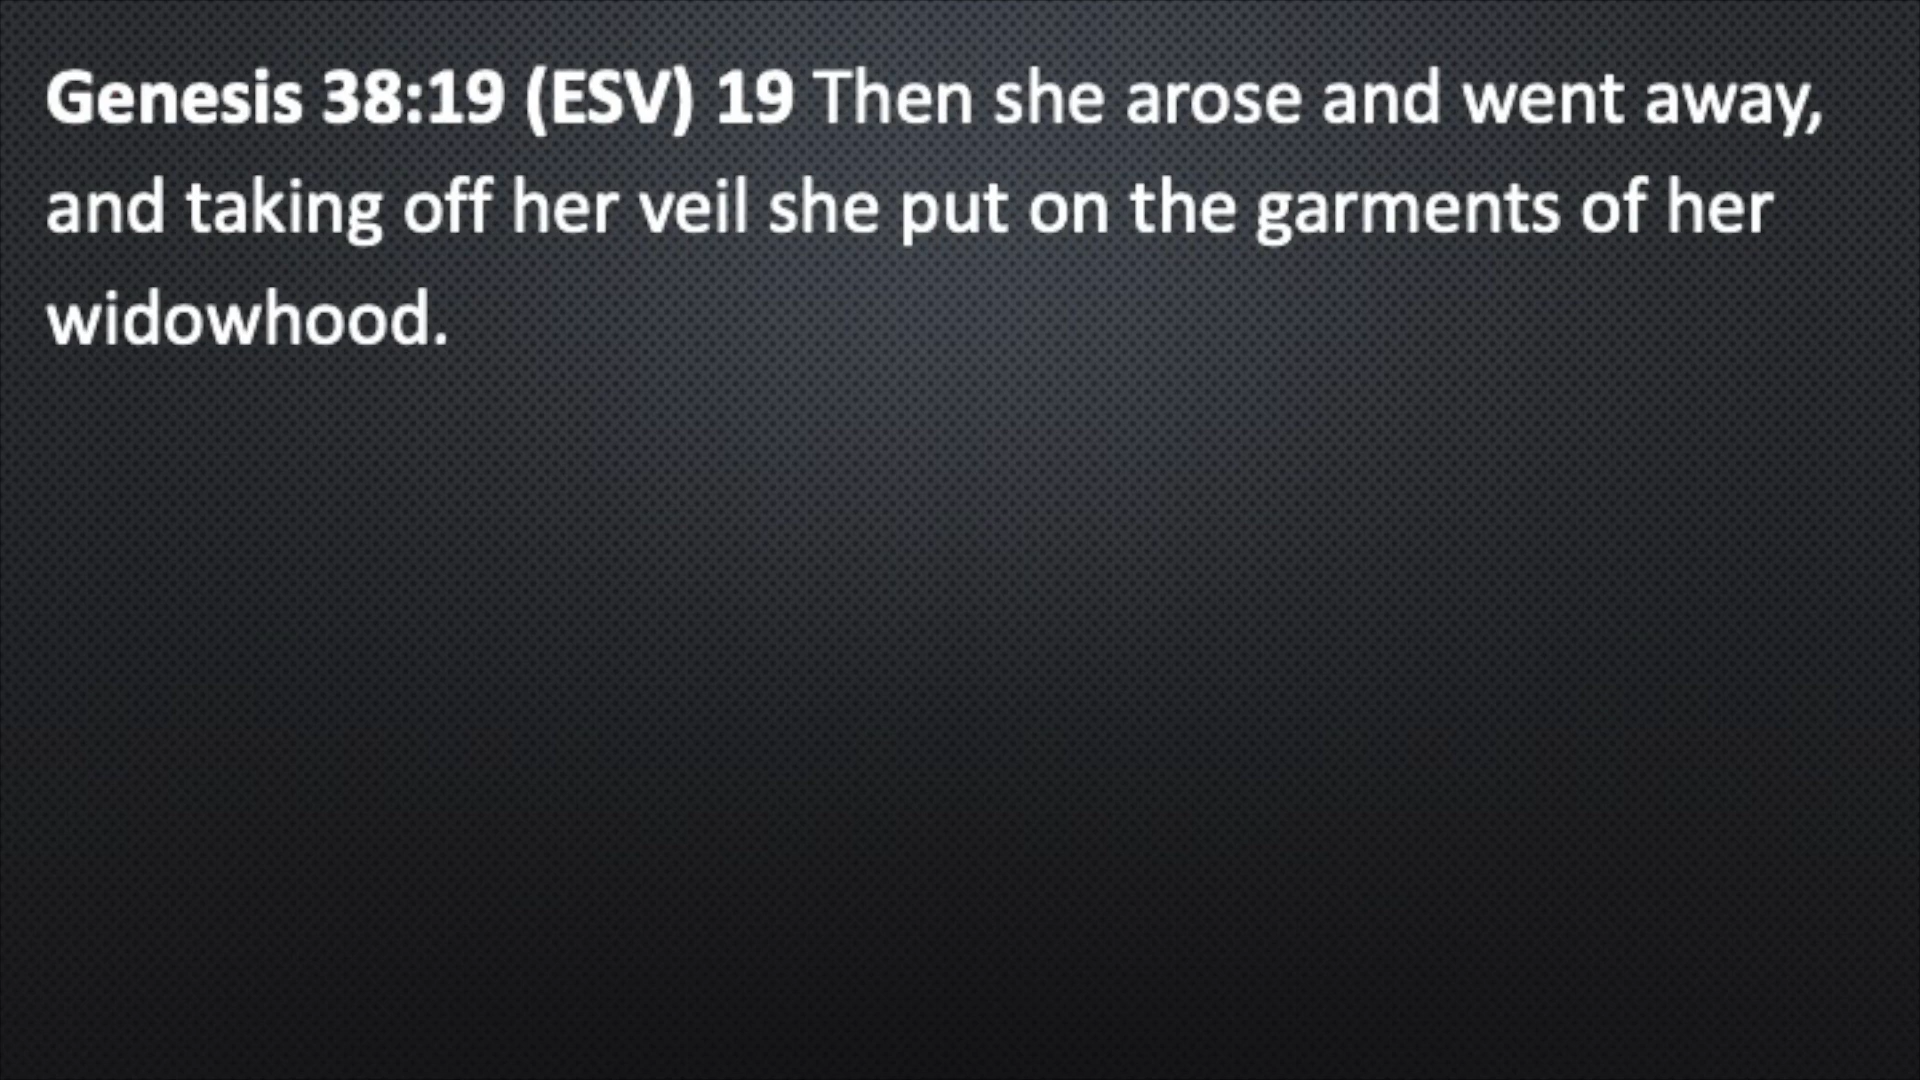 Genesis 38:19 (ESV) 19 Then she arose and went away,
and taking off her veil she put on the garments of her
widowhood.